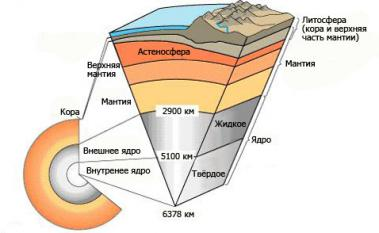 Литосфера
(кора и верхняя
часть мантии)
Астеносфера
Верхняя
мантия
Мантия
Мантия
Кора
2900 км
Жидкое
Внешнее ядро
Ядро
5100 км
Внутренее ядро
Твёрдое
6378 км